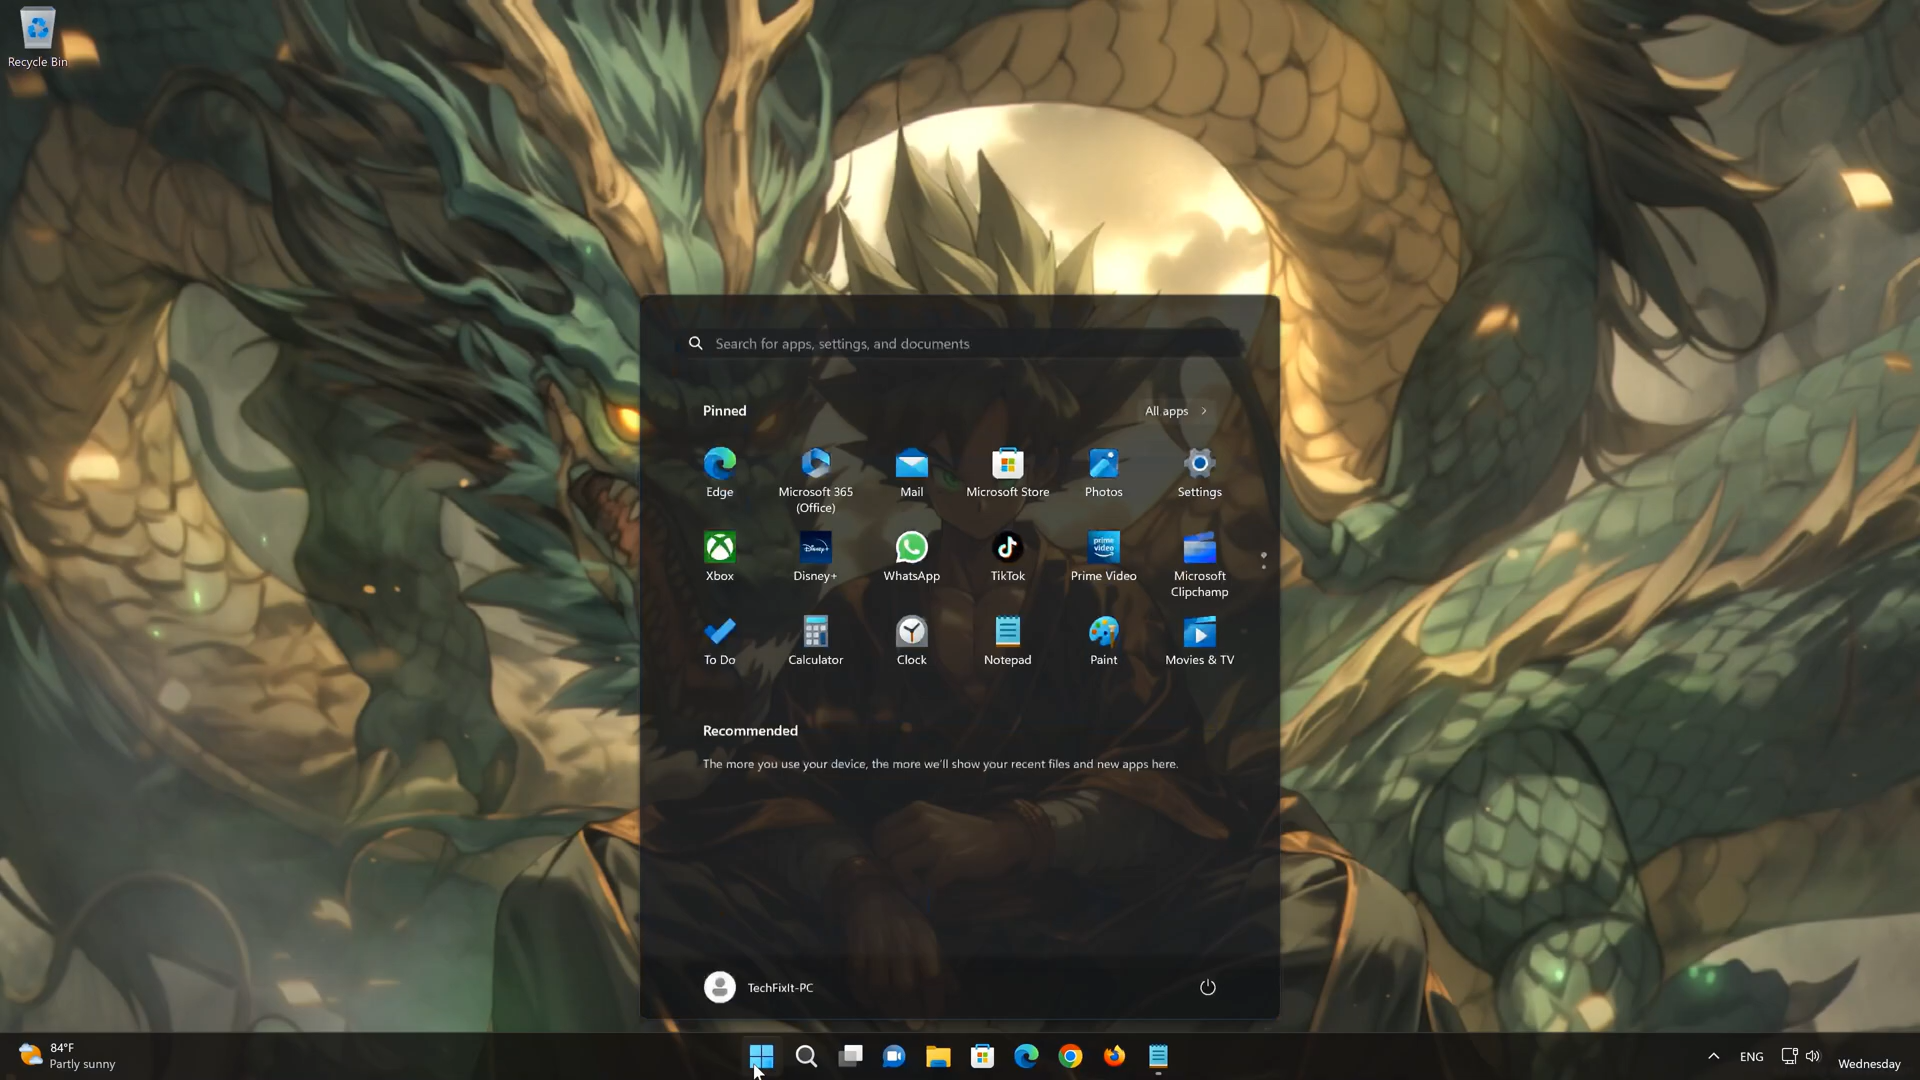 Recycle Bin
Search for apps, settings, and documents
Pinned
All apps
Edge
Microsoft 365
(Office)
Mail
Microsoft Store
Photos
Settings
Xbox
Disney+
WhatsApp
TikTok
prime
video
Prime Video
Microsoft
Clipchamp
To Do
Calculator
Clock
Notepad
Paint
Movies & TV
Recommended
The more you use your device, the more we'll show your recent files and new apps here.
TechFixIt-PC
84°F
Partly sunny
ENG
Wednesday